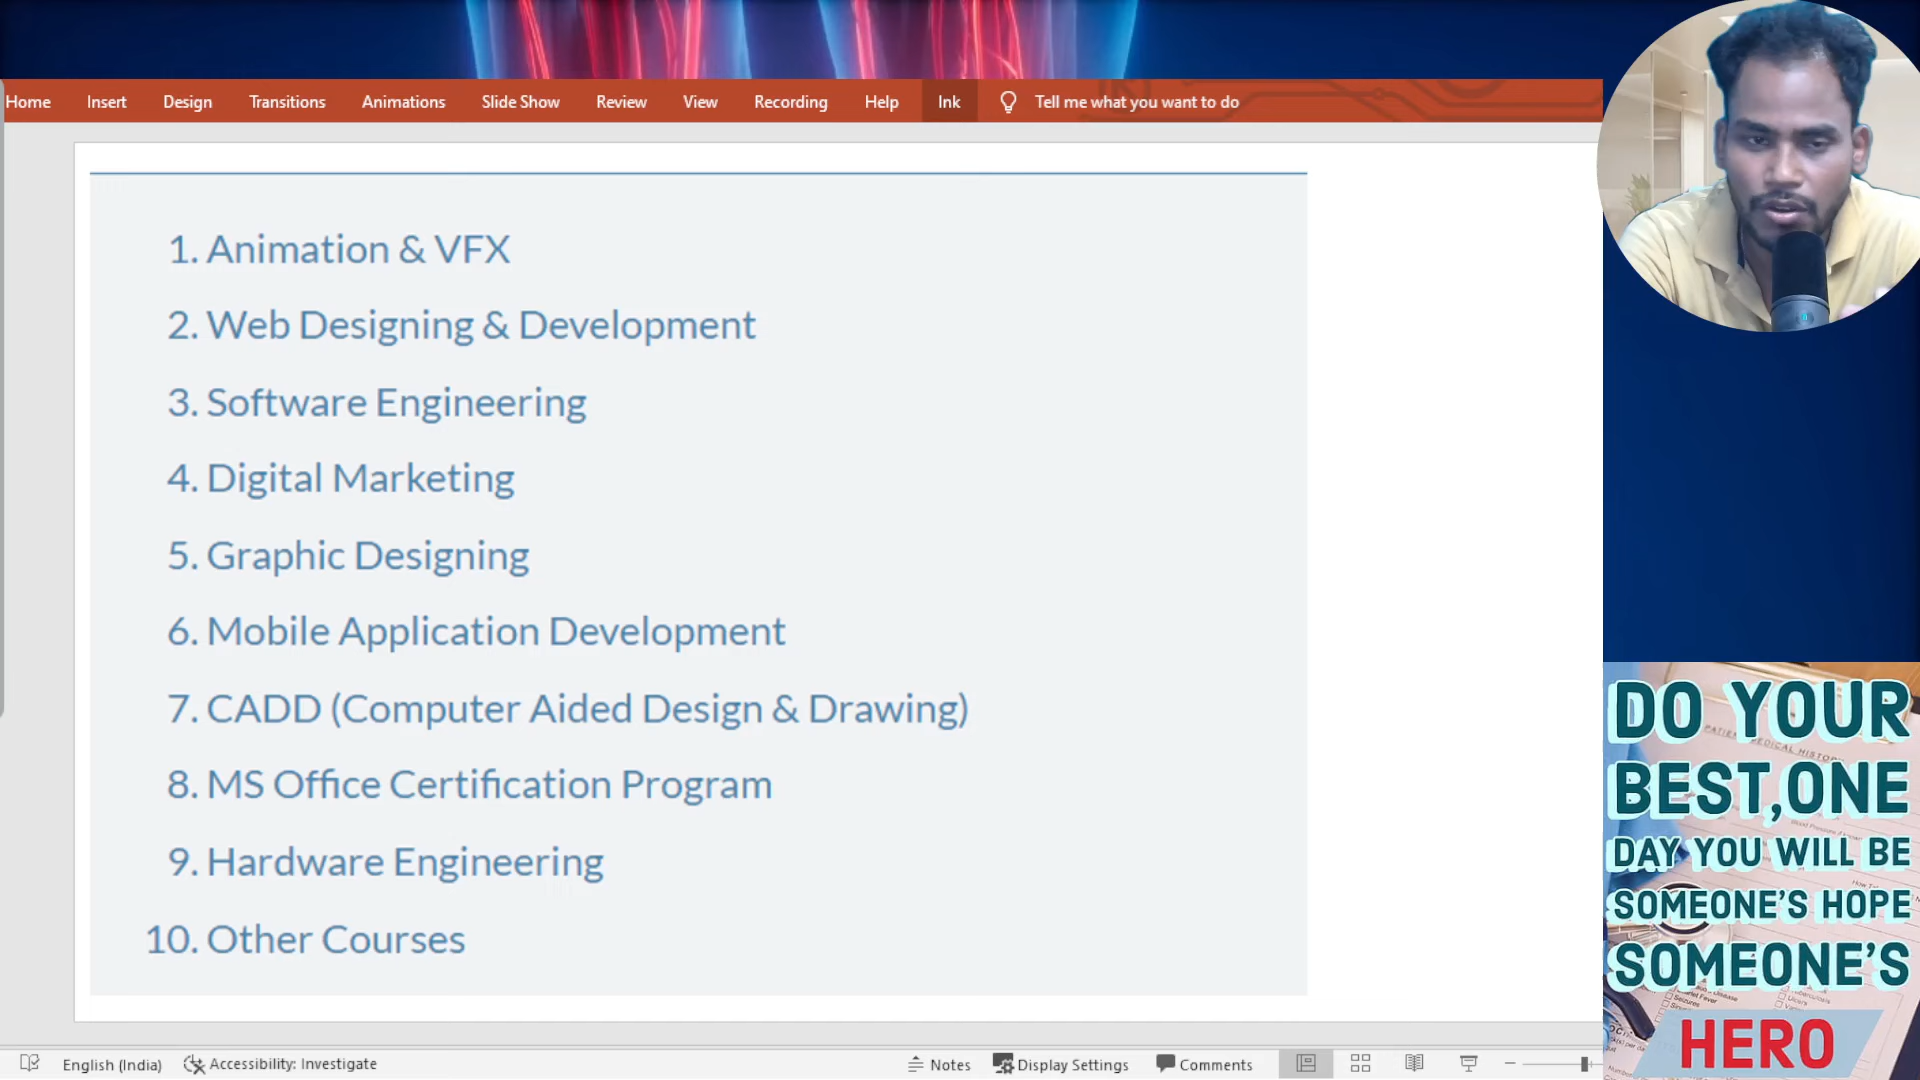 Home Insert Design Transitions Animations Slide Show Review View Recording Help Ink Tell me what you want to do
1. Animation & VFX
2. Web Designing & Development
3. Software Engineering
4. Digital Marketing
5. Graphic Designing
6. Mobile Application Development
7. CADD (Computer Aided Design & Drawing)
8. MS Office Certification Program
9. Hardware Engineering
10. Other Courses
DO YOUR
BEST,ONE
DAY YOU WILL BE
SOMEONE'S HOPE
SOMEONE'S
HERO
English (India) Accessibility: Investigate Notes Display Settings Comments